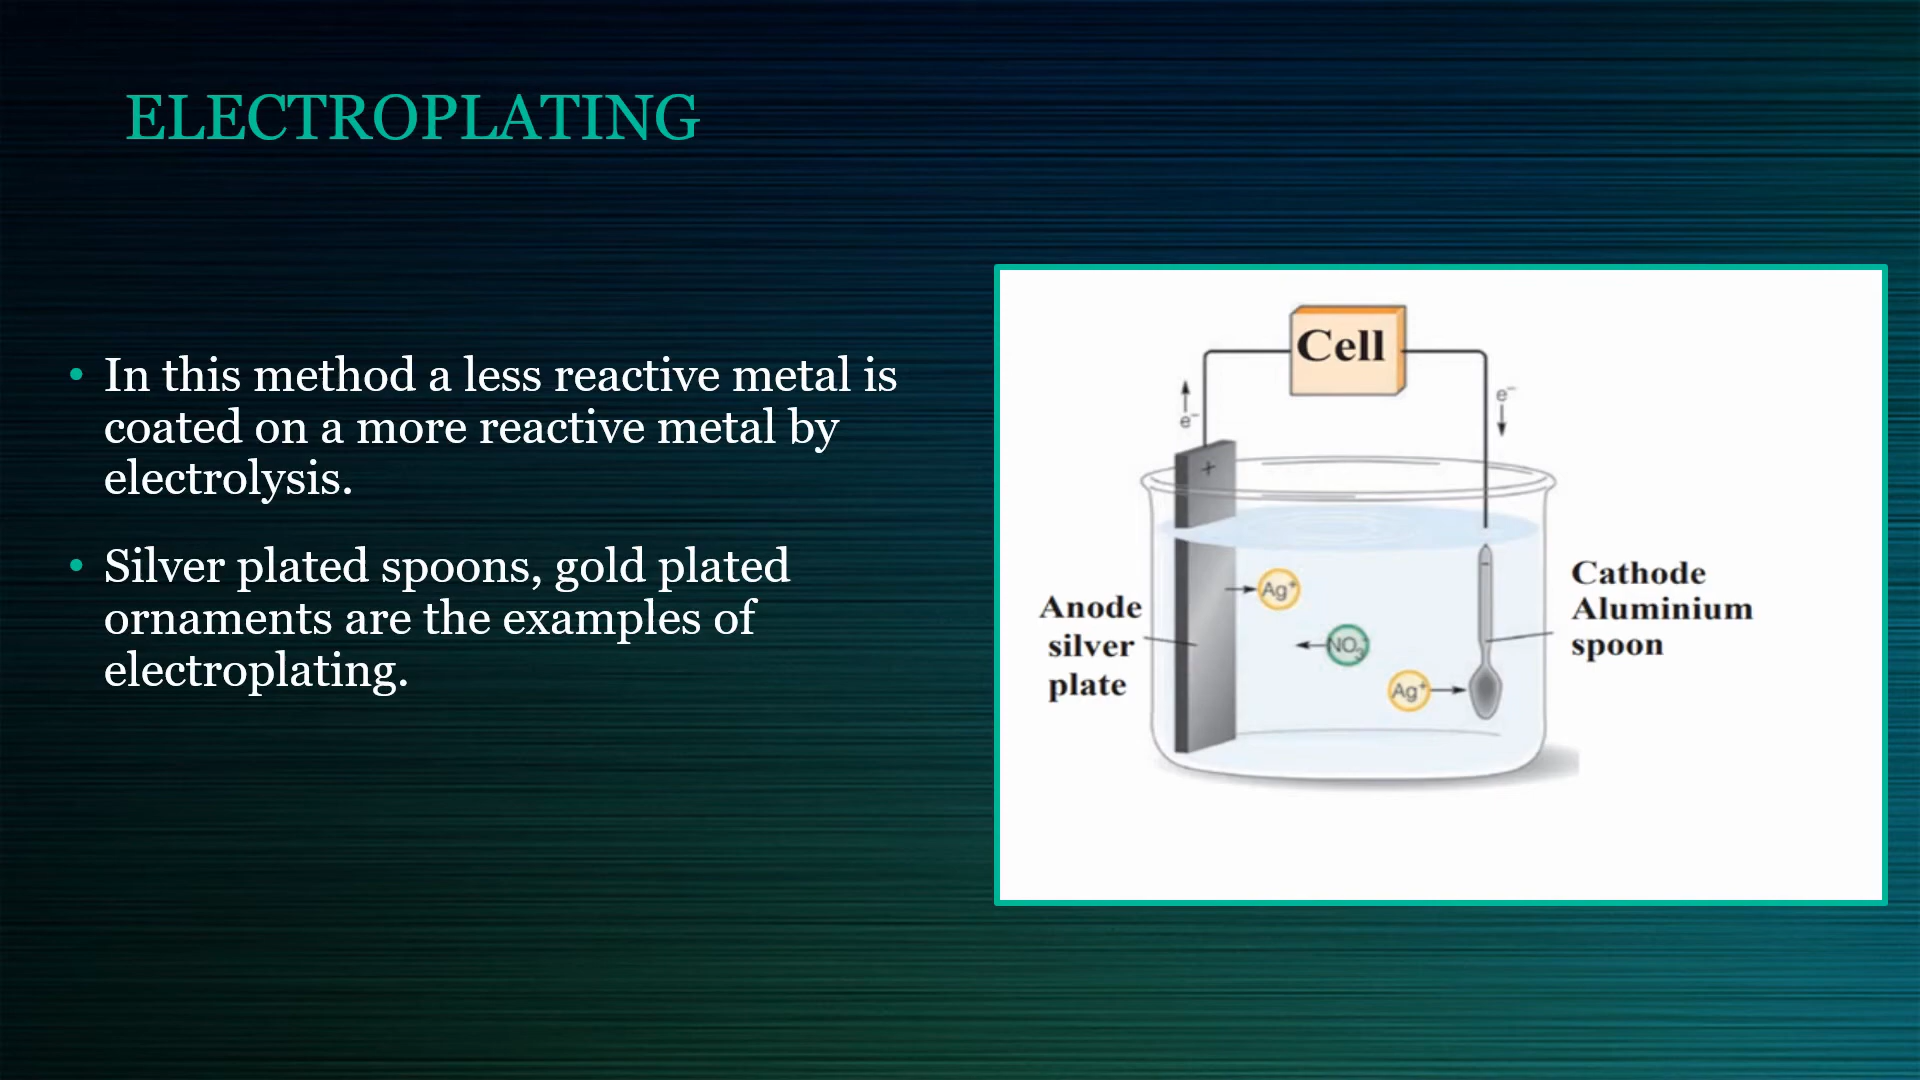 ELECTROPLATING
• In this method a less reactive metal is
coated on a more reactive metal by
electrolysis.
• Silver plated spoons, gold plated
ornaments are the examples of
electroplating.
Cell
e⁻
e⁻
+
Ag⁺
NO₃⁻
Ag⁺
-
Anode
silver
plate
Cathode
Aluminium
spoon